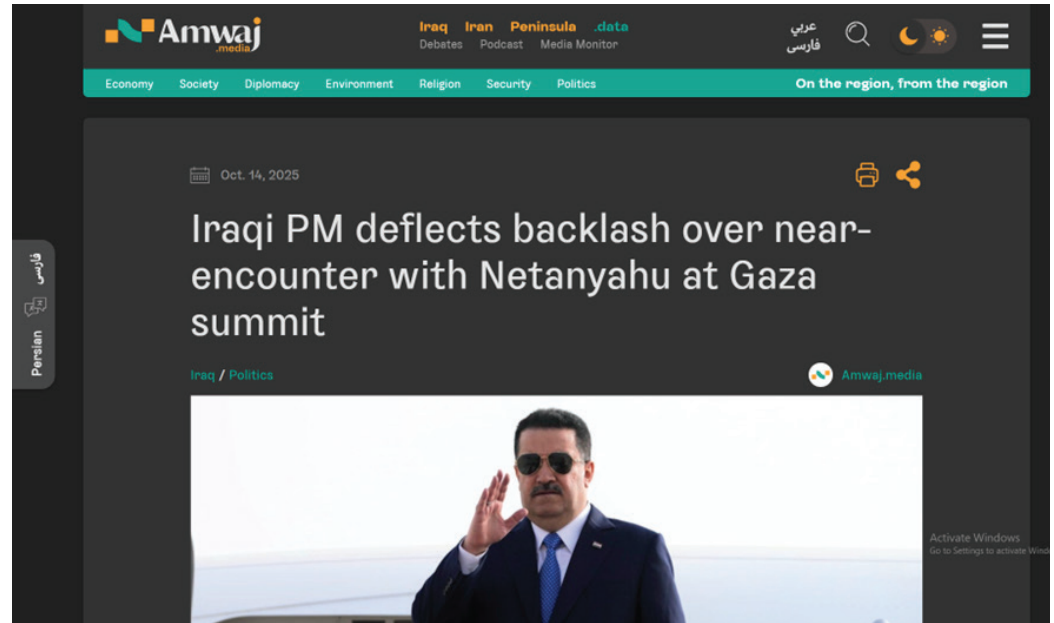 Amwaj
.media
Iraq Iran Peninsula .data
Debates Podcast Media Monitor
عربي
فارسی
Economy Society Diplomacy Environment Religion Security Politics
On the region, from the region
Oct. 14, 2025
Iraqi PM deflects backlash over near-
encounter with Netanyahu at Gaza
summit
فارسی
Persian
Iraq / Politics
Amwaj.media
Activate Windows
Go to Settings to activate Wind